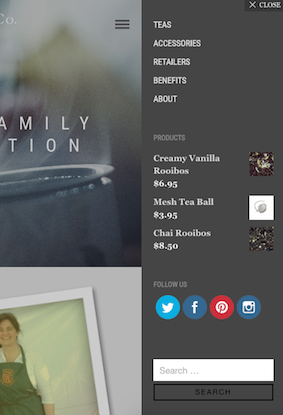 Co.
AMILY
TION
× CLOSE
TEAS
ACCESSORIES
RETAILERS
BENEFITS
ABOUT
PRODUCTS
Creamy Vanilla
Rooibos
$6.95
Mesh Tea Ball
$3.95
Chai Rooibos
$8.50
FOLLOW US
Search ...
SEARCH